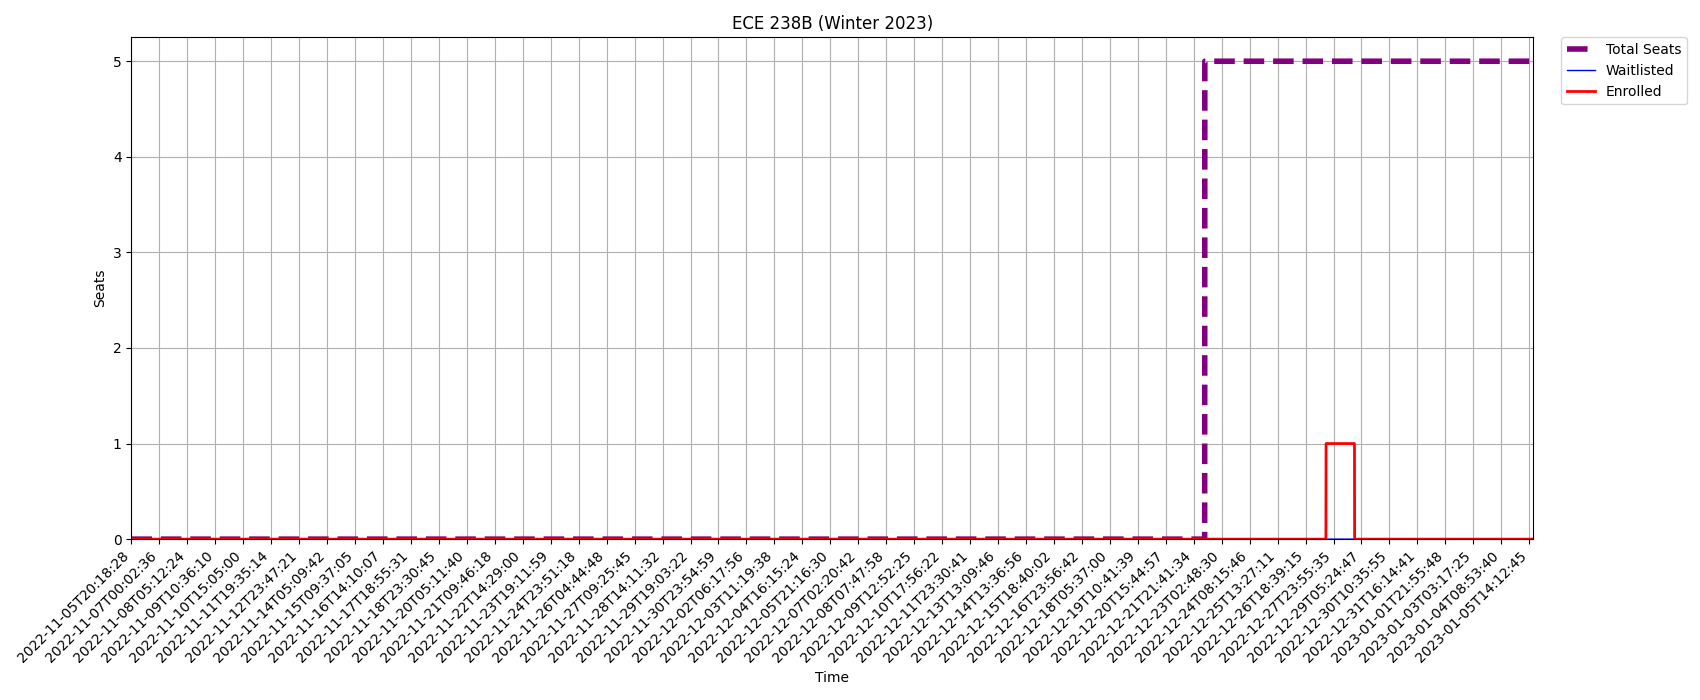 ECE 238B (Winter 2023)
Total Seats
Waitlisted
Enrolled
5
4
3
2
1
0
Seats
2022-11-05T20:18:28
2022-11-07T00:02:36
2022-11-08T05:12:24
2022-11-09T10:36:10
2022-11-10T15:05:00
2022-11-11T19:35:14
2022-11-12T23:47:21
2022-11-14T05:09:42
2022-11-15T09:37:05
2022-11-16T14:10:07
2022-11-17T18:55:31
2022-11-18T23:30:45
2022-11-20T05:11:40
2022-11-21T09:46:18
2022-11-22T14:29:00
2022-11-23T19:11:59
2022-11-24T23:51:18
2022-11-26T04:44:48
2022-11-27T09:25:45
2022-11-28T14:11:32
2022-11-29T19:03:22
2022-11-30T23:54:59
2022-12-02T06:17:56
2022-12-03T11:19:38
2022-12-04T16:15:24
2022-12-05T21:16:30
2022-12-07T02:20:42
2022-12-08T07:47:58
2022-12-09T12:52:25
2022-12-10T17:56:22
2022-12-11T23:30:41
2022-12-13T13:09:46
2022-12-14T13:36:56
2022-12-15T18:40:02
2022-12-16T23:56:42
2022-12-18T05:37:00
2022-12-19T10:41:39
2022-12-20T15:44:57
2022-12-21T21:41:34
2022-12-23T02:48:30
2022-12-24T08:15:46
2022-12-25T13:27:11
2022-12-26T18:39:15
2022-12-27T23:55:35
2022-12-29T05:24:47
2022-12-30T10:35:55
2022-12-31T16:14:41
2023-01-01T21:55:48
2023-01-03T03:17:25
2023-01-04T08:53:40
2023-01-05T14:12:45
Time